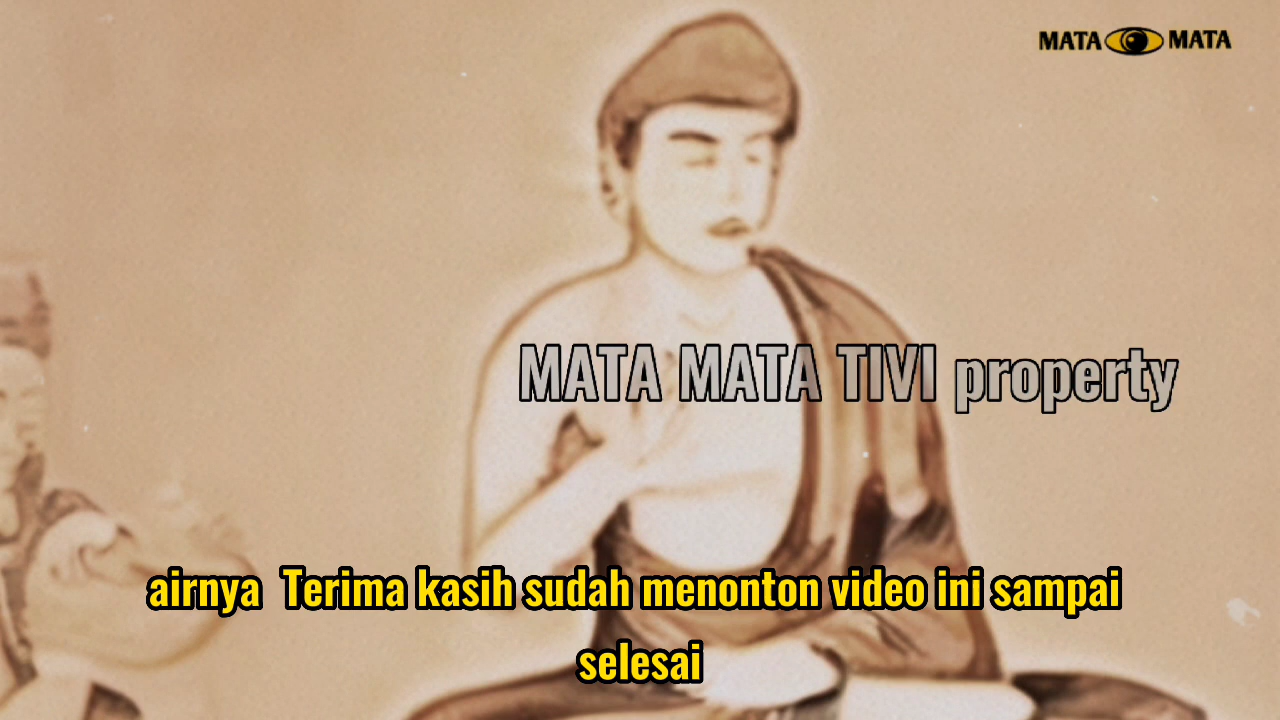 MATA MATA
MATA MATA TIVI property
airnya Terima kasih sudah menonton video ini sampai
selesai